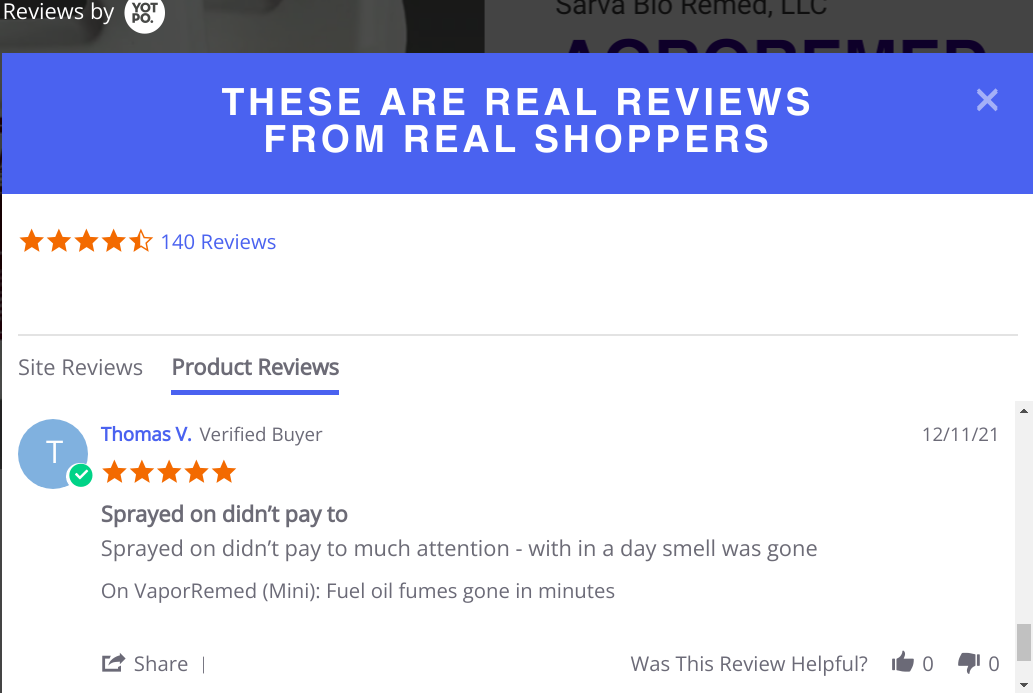 Reviews by
YOT
PO.
Sarva Bio Remed, LLC
AGROREMED
THESE ARE REAL REVIEWS
FROM REAL SHOPPERS
140 Reviews
Site Reviews
Product Reviews
T
Thomas V. Verified Buyer
12/11/21
Sprayed on didn’t pay to
Sprayed on didn’t pay to much attention - with in a day smell was gone
On VaporRemed (Mini): Fuel oil fumes gone in minutes
Share |
Was This Review Helpful? 0 0